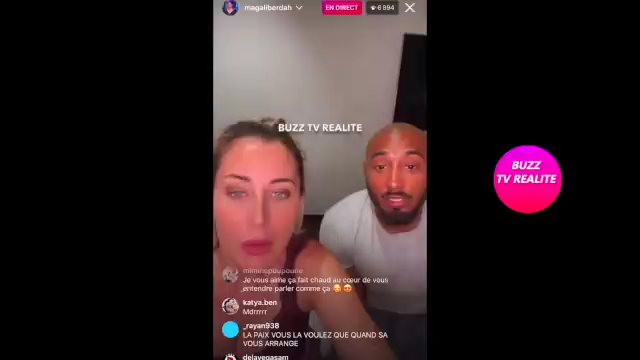 magaliberdah
EN DIRECT
6 894
BUZZ TV REALITE
BUZZ
TV REALITE
Je vous aime ça fait chaud au cœur de vous
entendre parler comme ça 🥰😍
katya.ben
Mdrrrrr
_rayan938
LA PAIX VOUS LA VOULEZ QUE QUAND SA
VOUS ARRANGE
delavegasam